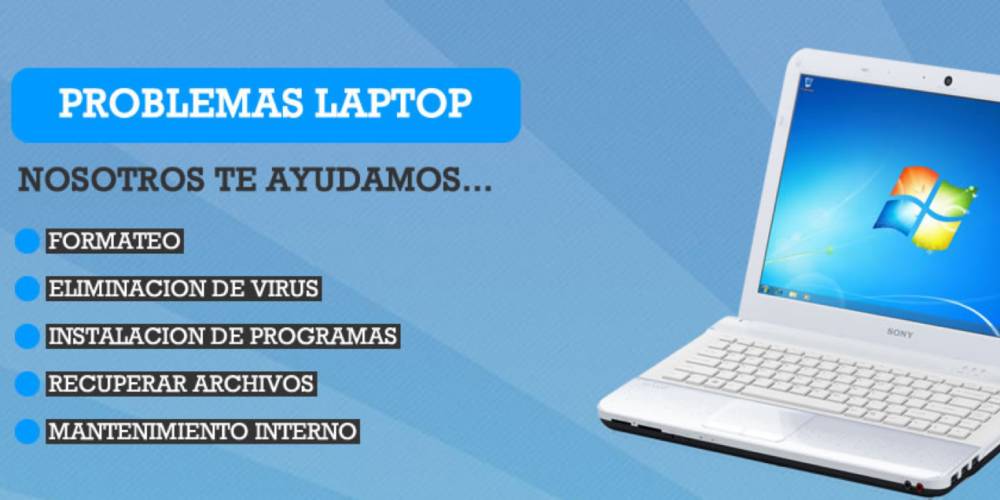 PROBLEMAS LAPTOP
NOSOTROS TE AYUDAMOS...
FORMATEO
ELIMINACION DE VIRUS
INSTALACION DE PROGRAMAS
RECUPERAR ARCHIVOS
MANTENIMIENTO INTERNO
SONY